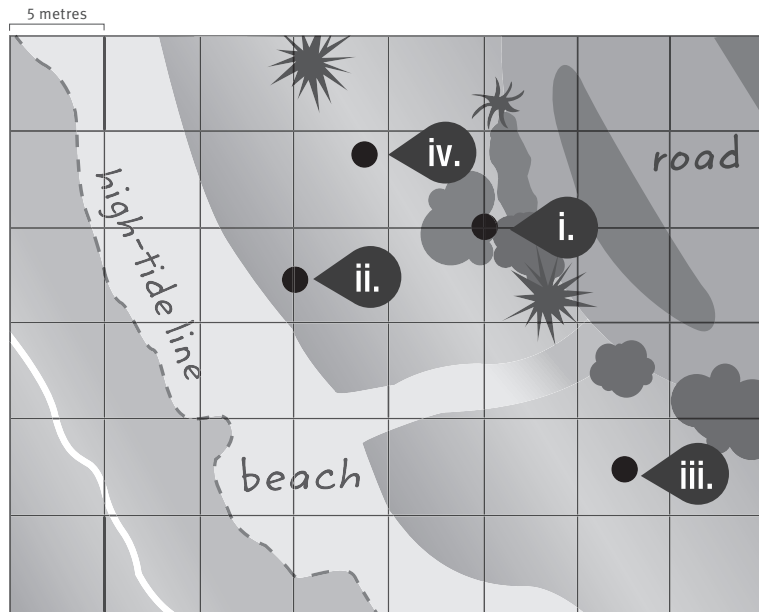 5 metres
iv.
road
high-tide line
i.
ii.
beach
iii.